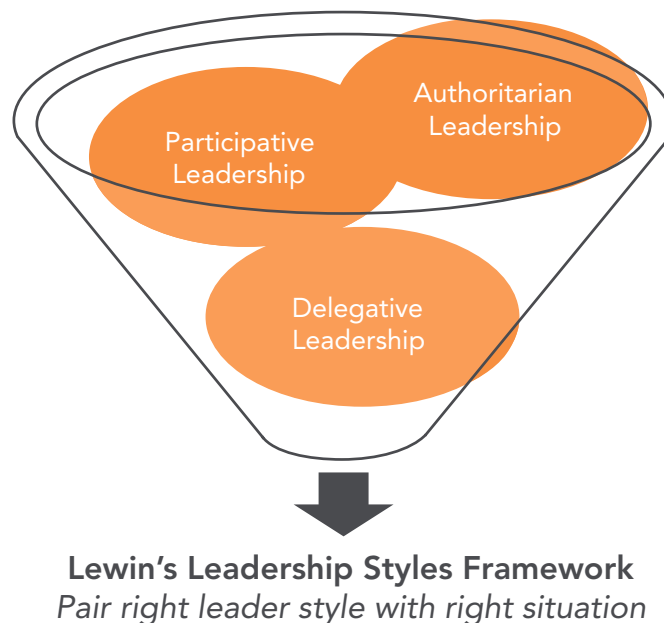 Authoritarian
Leadership
Participative
Leadership
Delegative
Leadership
Lewin’s Leadership Styles Framework
Pair right leader style with right situation